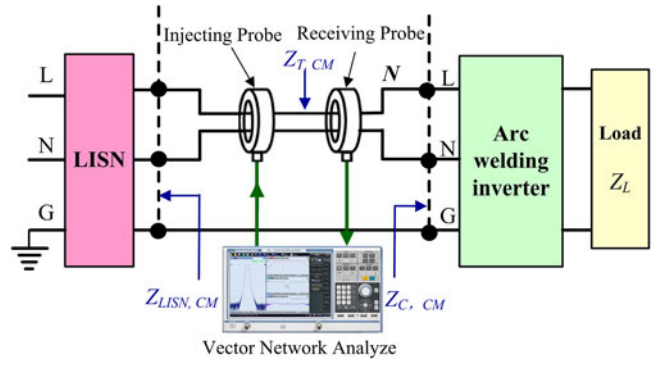 Injecting Probe
Receiving Probe
Z_{T, CM}
N
L
N
G
LISN
L
N
G
Arc
welding
inverter
Load
Z_L
Z_{LISN, CM}
Z_{C, CM}
Vector Network Analyze